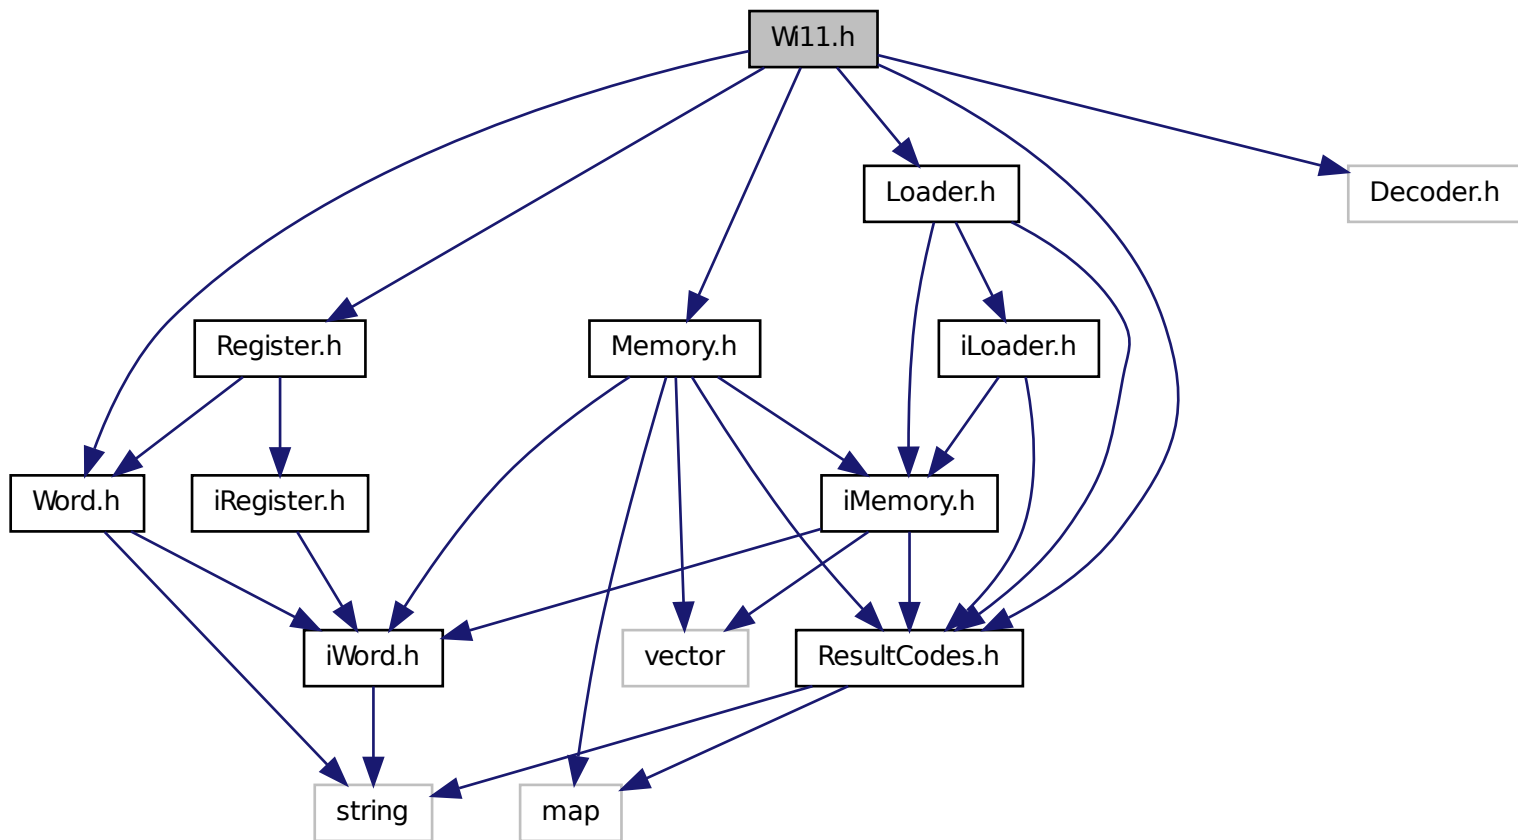 Wi11.h
Loader.h
Decoder.h
Register.h
Memory.h
iLoader.h
Word.h
iRegister.h
iMemory.h
iWord.h
vector
ResultCodes.h
string
map